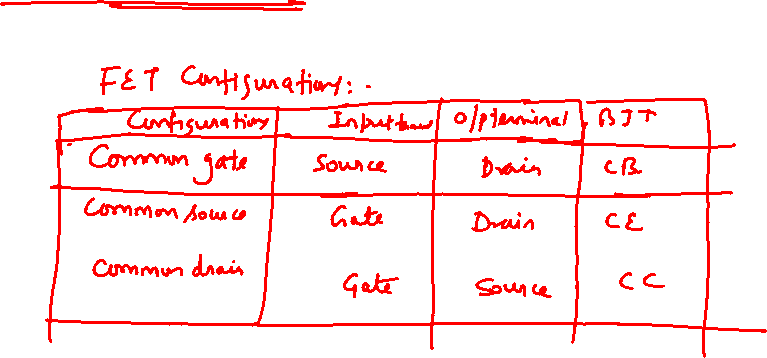 FET Configurations:-
Configuration Input term O/p terminal BJT
Common gate Source Drain CB
Common source Gate Drain CE
Common drain Gate Source CC